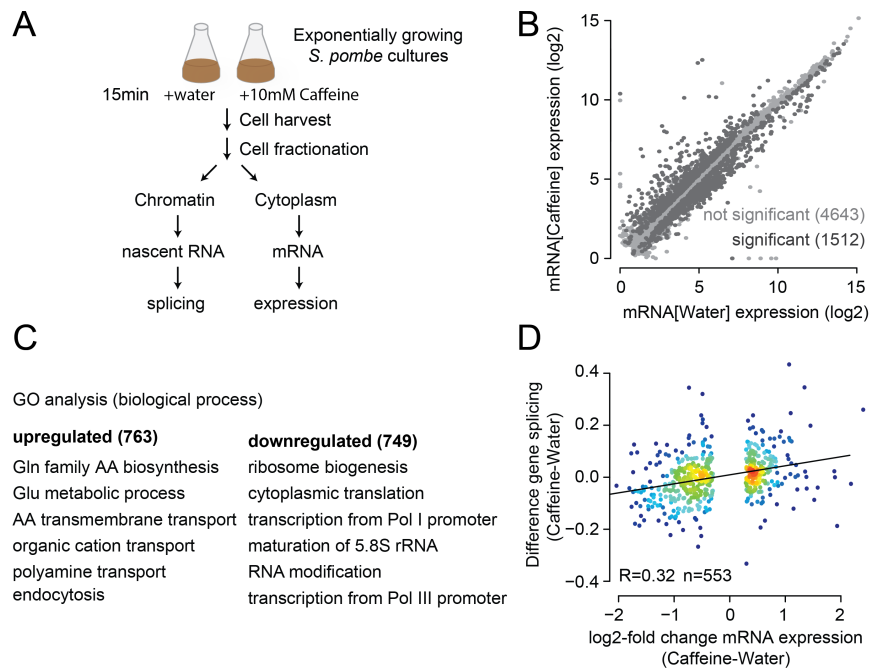 A
Exponentially growing
S. pombe cultures
15min +water +10mM Caffeine
Cell harvest
Cell fractionation
Chromatin Cytoplasm
nascent RNA mRNA
splicing expression
B
mRNA[Caffeine] expression (log2)
15
10
5
0
not significant (4643)
significant (1512)
0 5 10 15
mRNA[Water] expression (log2)
C
GO analysis (biological process)
upregulated (763)
Gln family AA biosynthesis
Glu metabolic process
AA transmembrane transport
organic cation transport
polyamine transport
endocytosis
downregulated (749)
ribosome biogenesis
cytoplasmic translation
transcription from Pol I promoter
maturation of 5.8S rRNA
RNA modification
transcription from Pol III promoter
D
Difference gene splicing
(Caffeine-Water)
0.4
0.2
0.0
−0.2
−0.4
R=0.32 n=553
−2 −1 0 1 2
log2-fold change mRNA expression
(Caffeine-Water)